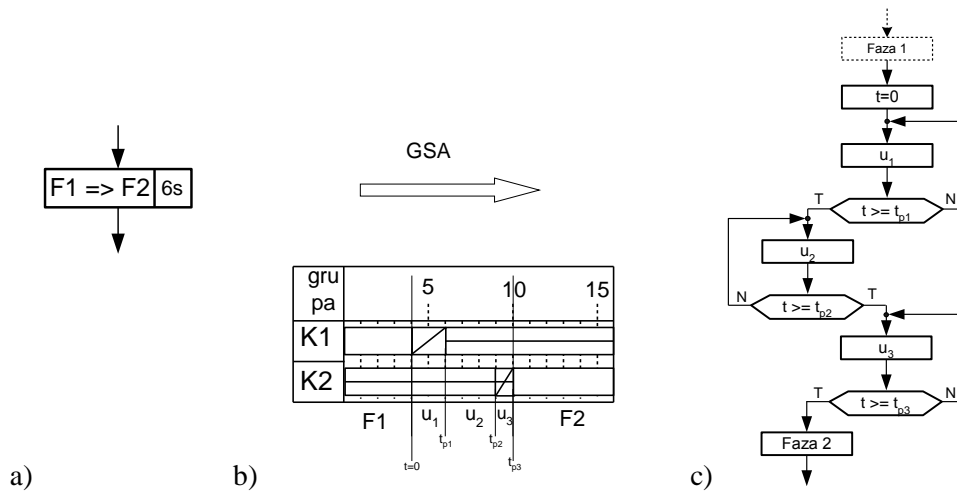 a)
F1 => F2 6s
b)
GSA
gru
pa
5 10 15
K1
K2
F1 u1 u2 u3 F2
t=0 tp1 tp2 tp3
c)
Faza 1
t=0
u1
T t >= tp1 N
u2
N t >= tp2 T
u3
T t >= tp3 N
Faza 2